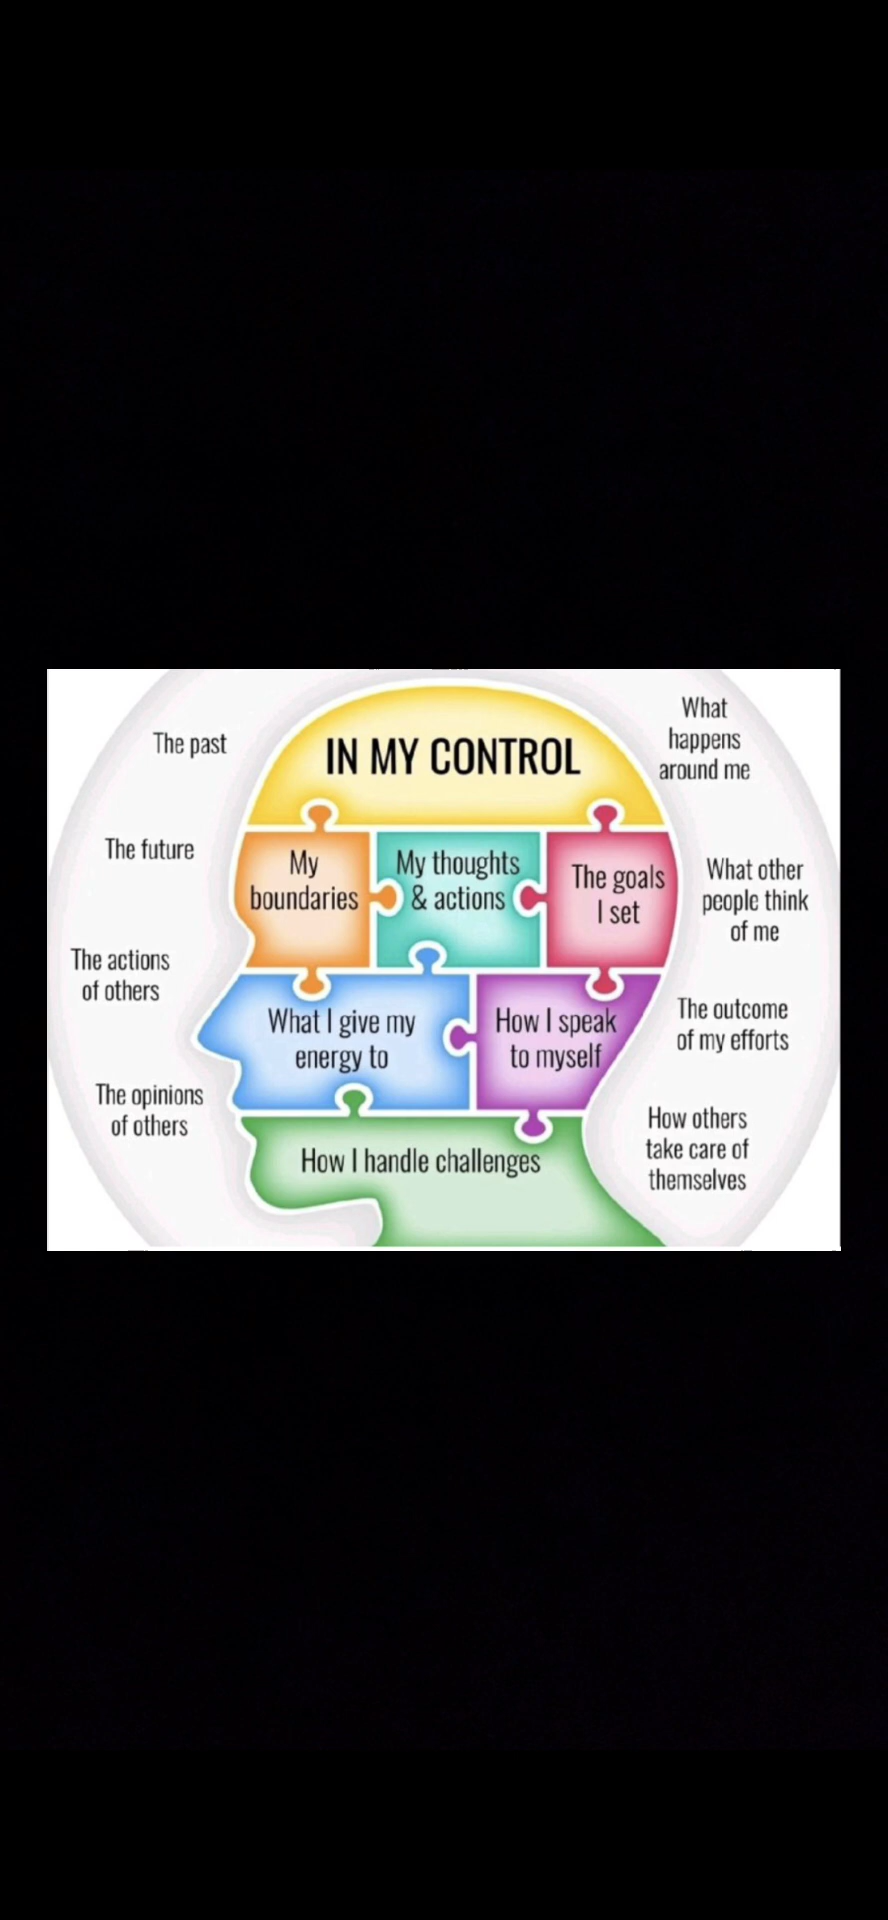 The past
The future
The actions
of others
The opinions
of others
IN MY CONTROL
My
boundaries
My thoughts
& actions
The goals
I set
What I give my
energy to
How I speak
to myself
How I handle challenges
What
happens
around me
What other
people think
of me
The outcome
of my efforts
How others
take care of
themselves